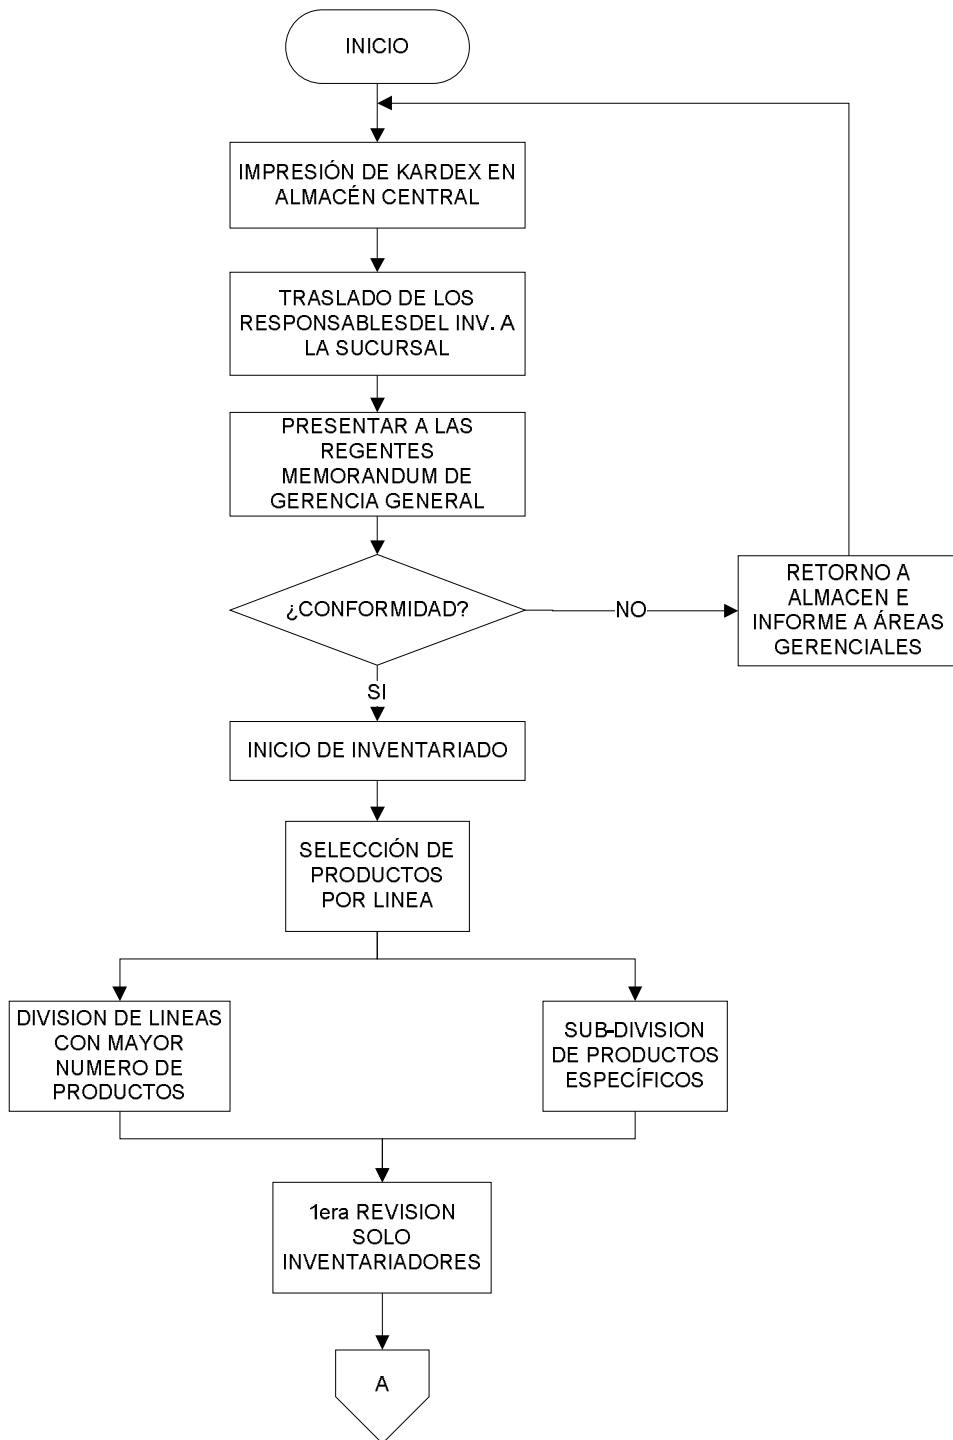 INICIO
IMPRESIÓN DE KARDEX EN
ALMACÉN CENTRAL
TRASLADO DE LOS
RESPONSABLESDEL INV. A
LA SUCURSAL
PRESENTAR A LAS
REGENTES
MEMORANDUM DE
GERENCIA GENERAL
¿CONFORMIDAD?
NO
RETORNO A
ALMACEN E
INFORME A ÁREAS
GERENCIALES
SI
INICIO DE INVENTARIADO
SELECCIÓN DE
PRODUCTOS
POR LINEA
DIVISION DE LINEAS
CON MAYOR
NUMERO DE
PRODUCTOS
SUB-DIVISION
DE PRODUCTOS
ESPECÍFICOS
1era REVISION
SOLO
INVENTARIADORES
A